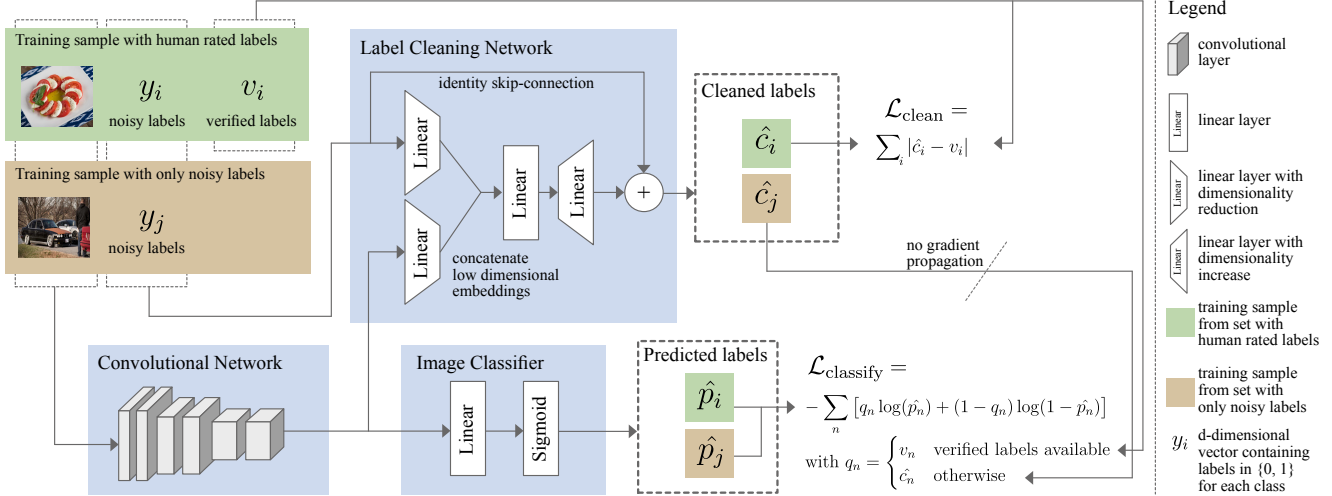 Training sample with human rated labels
y_i
noisy labels
v_i
verified labels
Training sample with only noisy labels
y_j
noisy labels
Label Cleaning Network
identity skip-connection
Linear
Linear
Linear
Linear
+
concatenate
low dimensional
embeddings
Cleaned labels
ĉ_i
ĉ_j
ℒ_clean =
∑_i |ĉ_i − v_i|
no gradient
propagation
Convolutional Network
Image Classifier
Linear
Sigmoid
Predicted labels
p̂_i
p̂_j
ℒ_classify =
− ∑_n [q_n log(p̂_n) + (1 − q_n) log(1 − p̂_n)]
with q_n = { v_n verified labels available
ĉ_n otherwise
Legend
convolutional
layer
Linear
linear layer
Linear
linear layer with
dimensionality
reduction
Linear
linear layer with
dimensionality
increase
training sample
from set with
human rated labels
training sample
from set with
only noisy labels
y_i
d-dimensional
vector containing
labels in {0, 1}
for each class